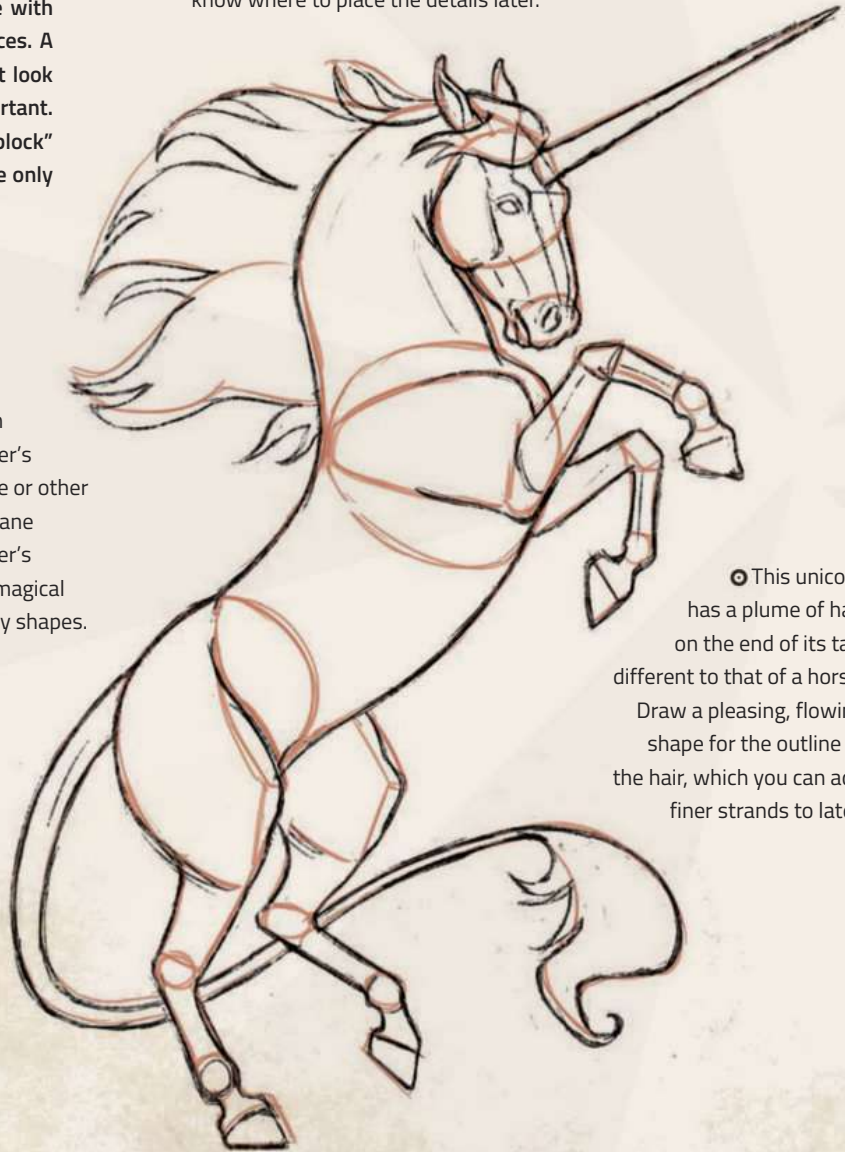 e with
ces. A
t look
rtant.
block"
e only
know where to place the details later.
n
er's
e or other
ane
er's
magical
y shapes.
This unico
has a plume of ha
on the end of its ta
different to that of a hors
Draw a pleasing, flowin
shape for the outline
the hair, which you can ad
finer strands to late